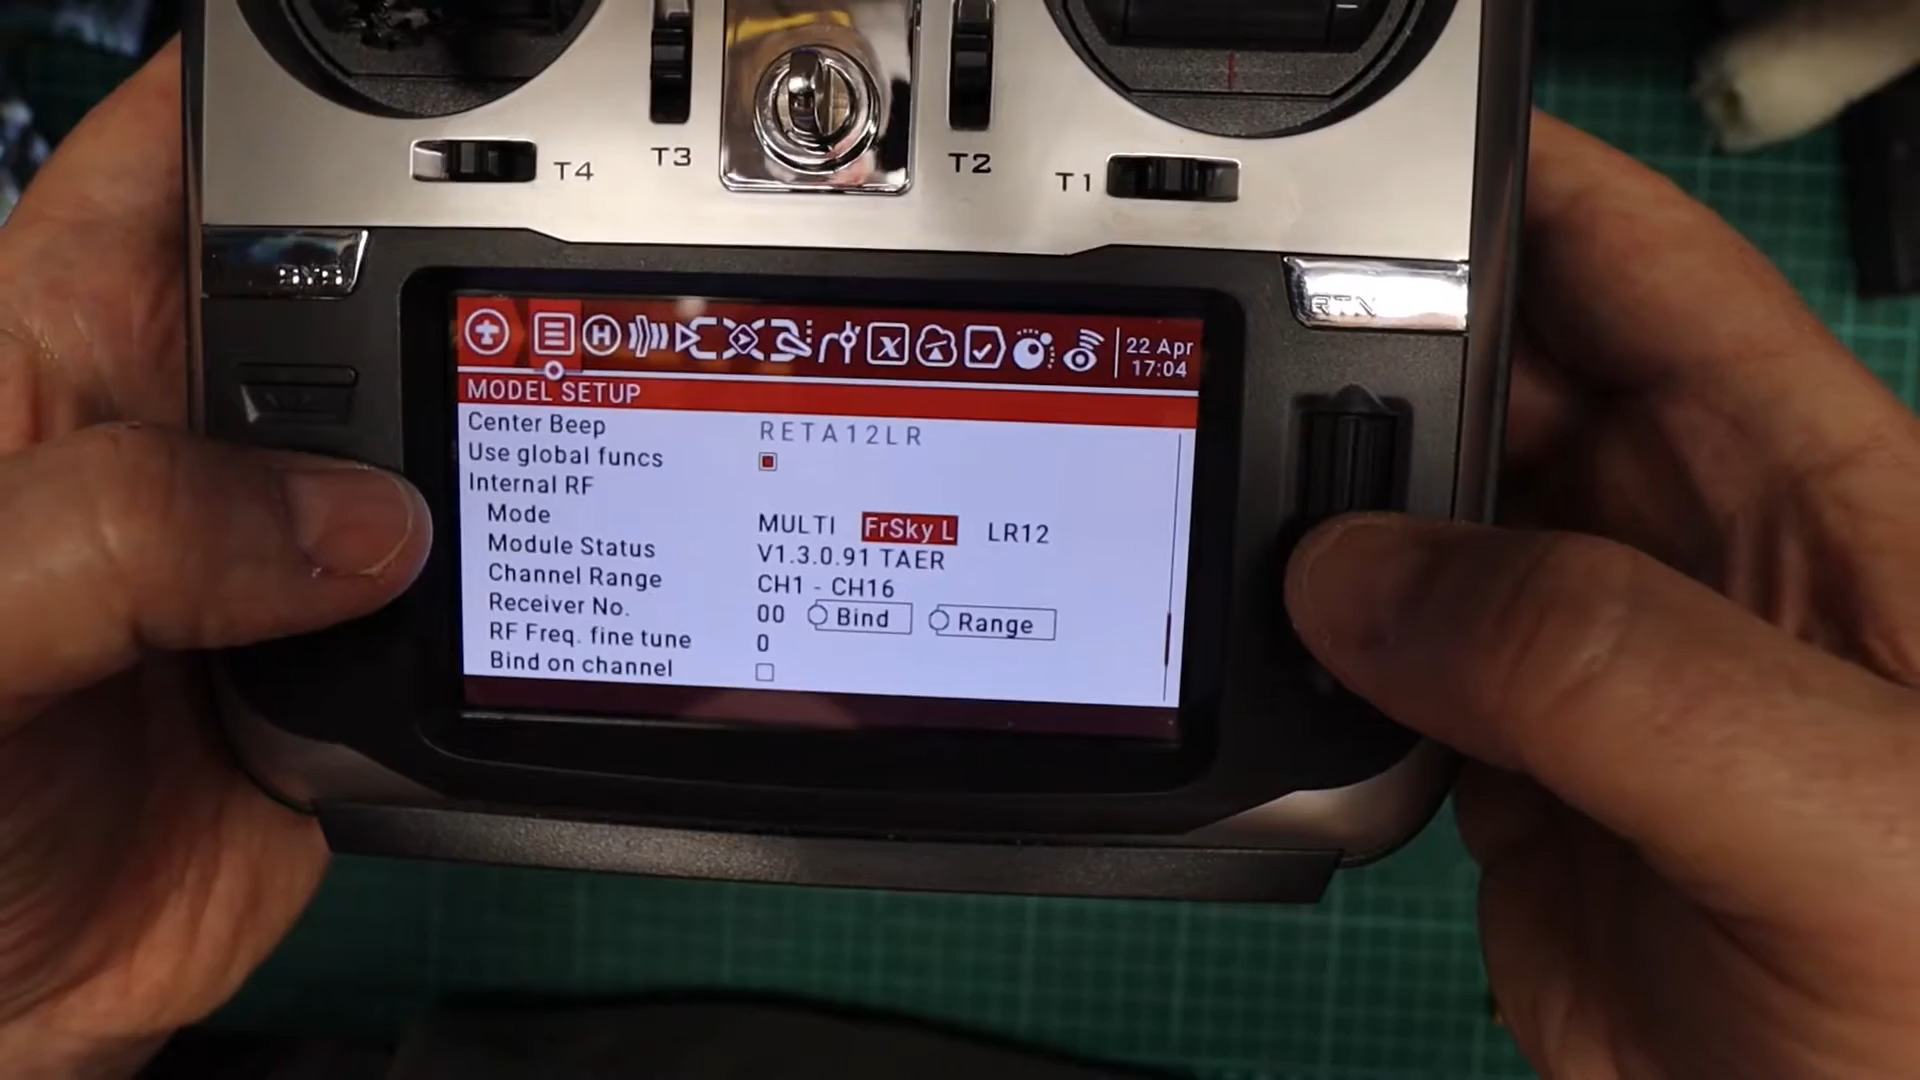 T4
T3
T2
T1
SYS
RTN
22 Apr
17:04
MODEL SETUP
Center Beep RETA12LR
Use global funcs
Internal RF
Mode MULTI FrSky L LR12
Module Status V1.3.0.91 TAER
Channel Range CH1 - CH16
Receiver No. 00 Bind Range
RF Freq. fine tune 0
Bind on channel